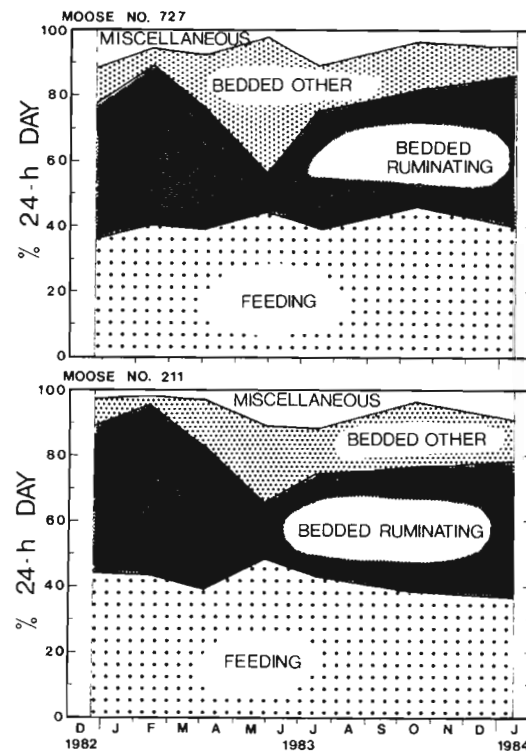 MOOSE NO. 727
100
MISCELLANEOUS
BEDDED OTHER
80
BEDDED
RUMINATING
60
40
FEEDING
20
0
% 24-h DAY
MOOSE NO. 211
100
MISCELLANEOUS
BEDDED OTHER
80
BEDDED RUMINATING
60
40
FEEDING
20
0
% 24-h DAY
D J F M A M J J A S O N D J
1982 1983 1984